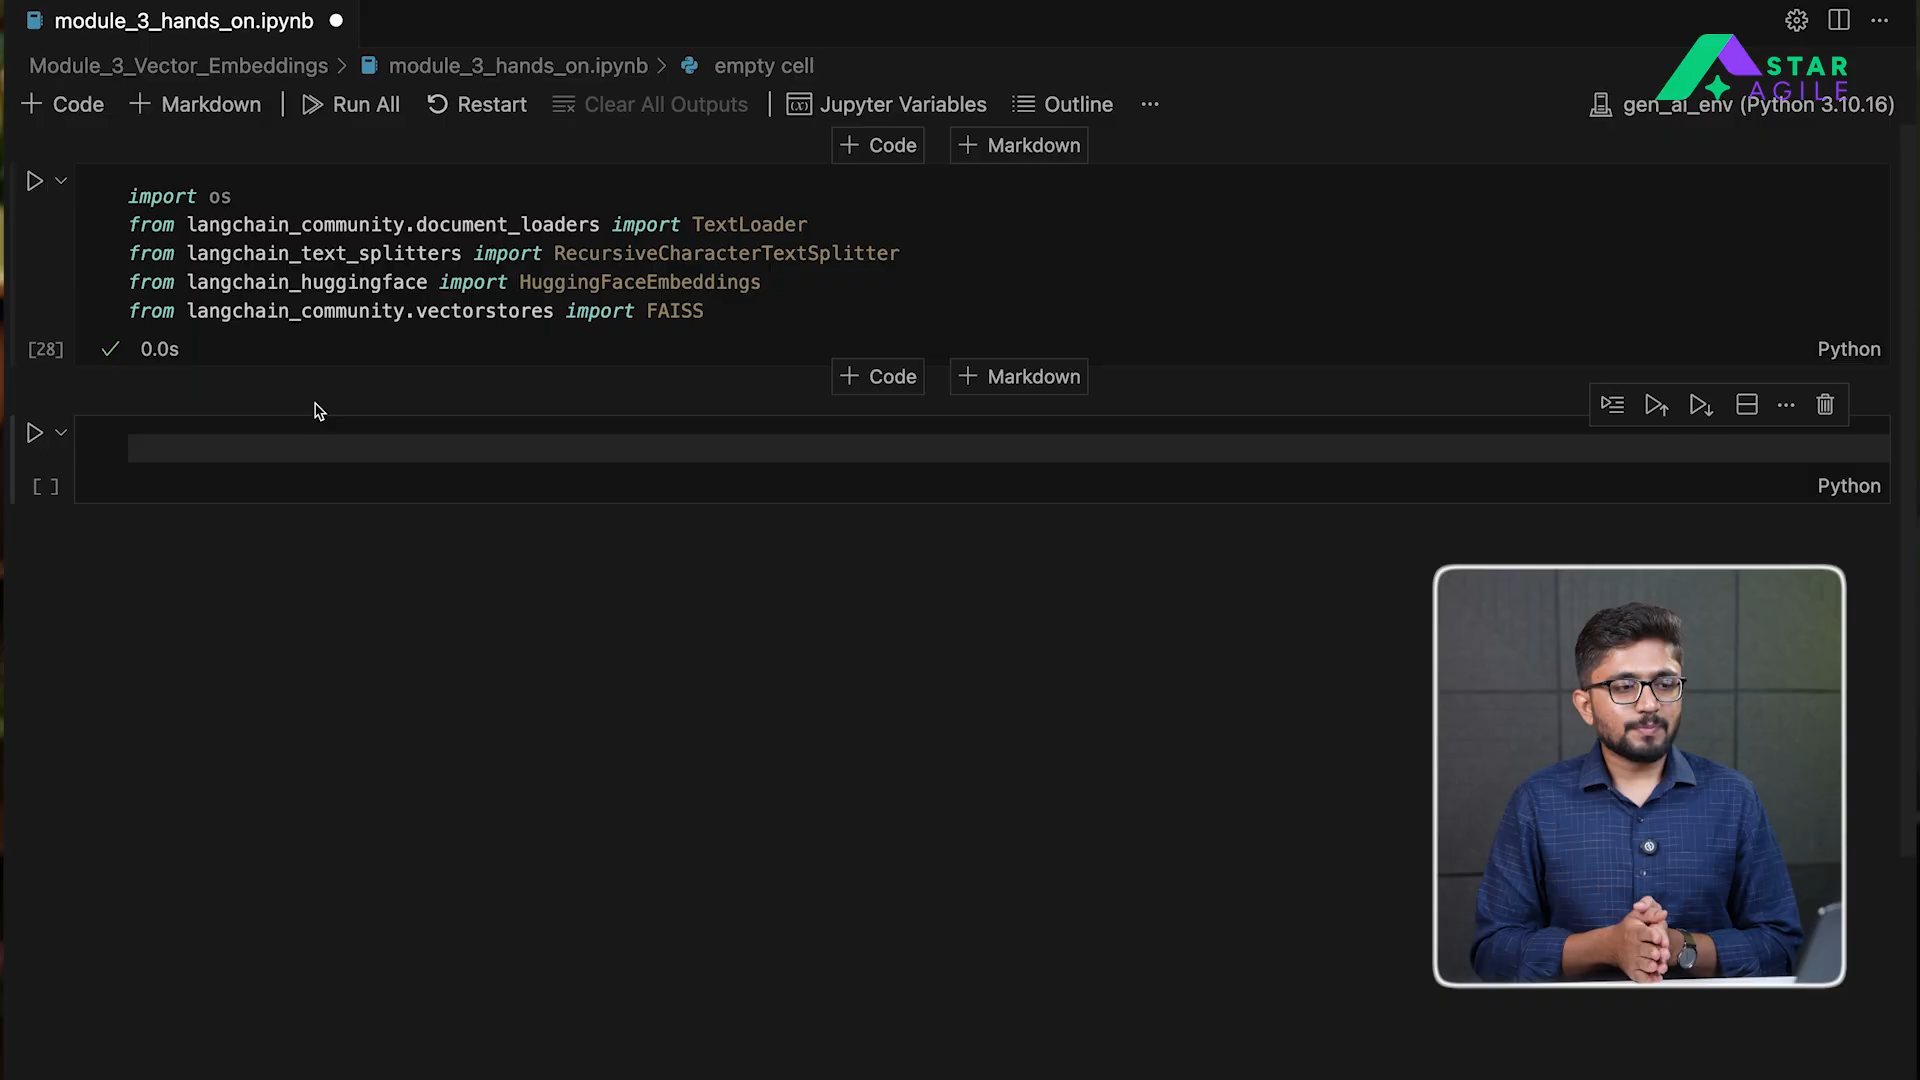 module_3_hands_on.ipynb
Module_3_Vector_Embeddings > module_3_hands_on.ipynb > empty cell
+ Code + Markdown | Run All Restart Clear All Outputs | Jupyter Variables Outline ...
STAR
AGILE
gen_ai_env (Python 3.10.16)
+ Code + Markdown
import os
from langchain_community.document_loaders import TextLoader
from langchain_text_splitters import RecursiveCharacterTextSplitter
from langchain_huggingface import HuggingFaceEmbeddings
from langchain_community.vectorstores import FAISS
[28] ✓ 0.0s Python
+ Code + Markdown
[ ] Python